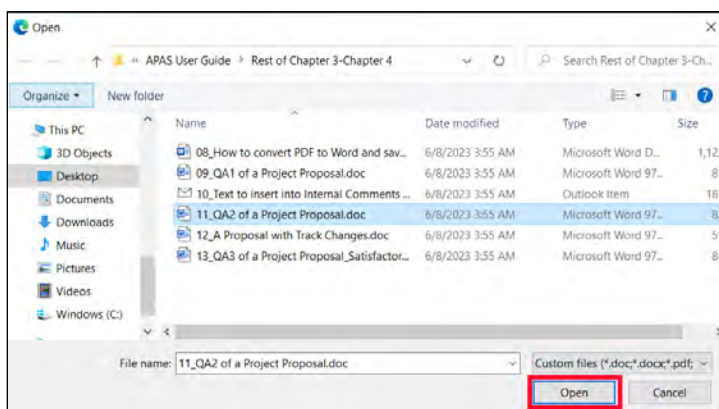 Open
« APAS User Guide › Rest of Chapter 3-Chapter 4
Search Rest of Chapter 3-Ch...
Organize New folder
Name Date modified Type Size
This PC
3D Objects
Desktop
Documents
Downloads
Music
Pictures
Videos
Windows (C:)
08_How to convert PDF to Word and sav... 6/8/2023 3:55 AM Microsoft Word D... 1,12
09_QA1 of a Project Proposal.doc 6/8/2023 3:55 AM Microsoft Word 97... 8
10_Text to insert into Internal Comments ... 6/8/2023 3:55 AM Outlook Item 18
11_QA2 of a Project Proposal.doc 6/8/2023 3:55 AM Microsoft Word 97... 8
12_A Proposal with Track Changes.doc 6/8/2023 3:55 AM Microsoft Word 97... 5
13_QA3 of a Project Proposal_Satisfactor... 6/8/2023 3:55 AM Microsoft Word 97... 8
File name: 11_QA2 of a Project Proposal.doc Custom files (*.doc;*.docx;*.pdf;
Open Cancel